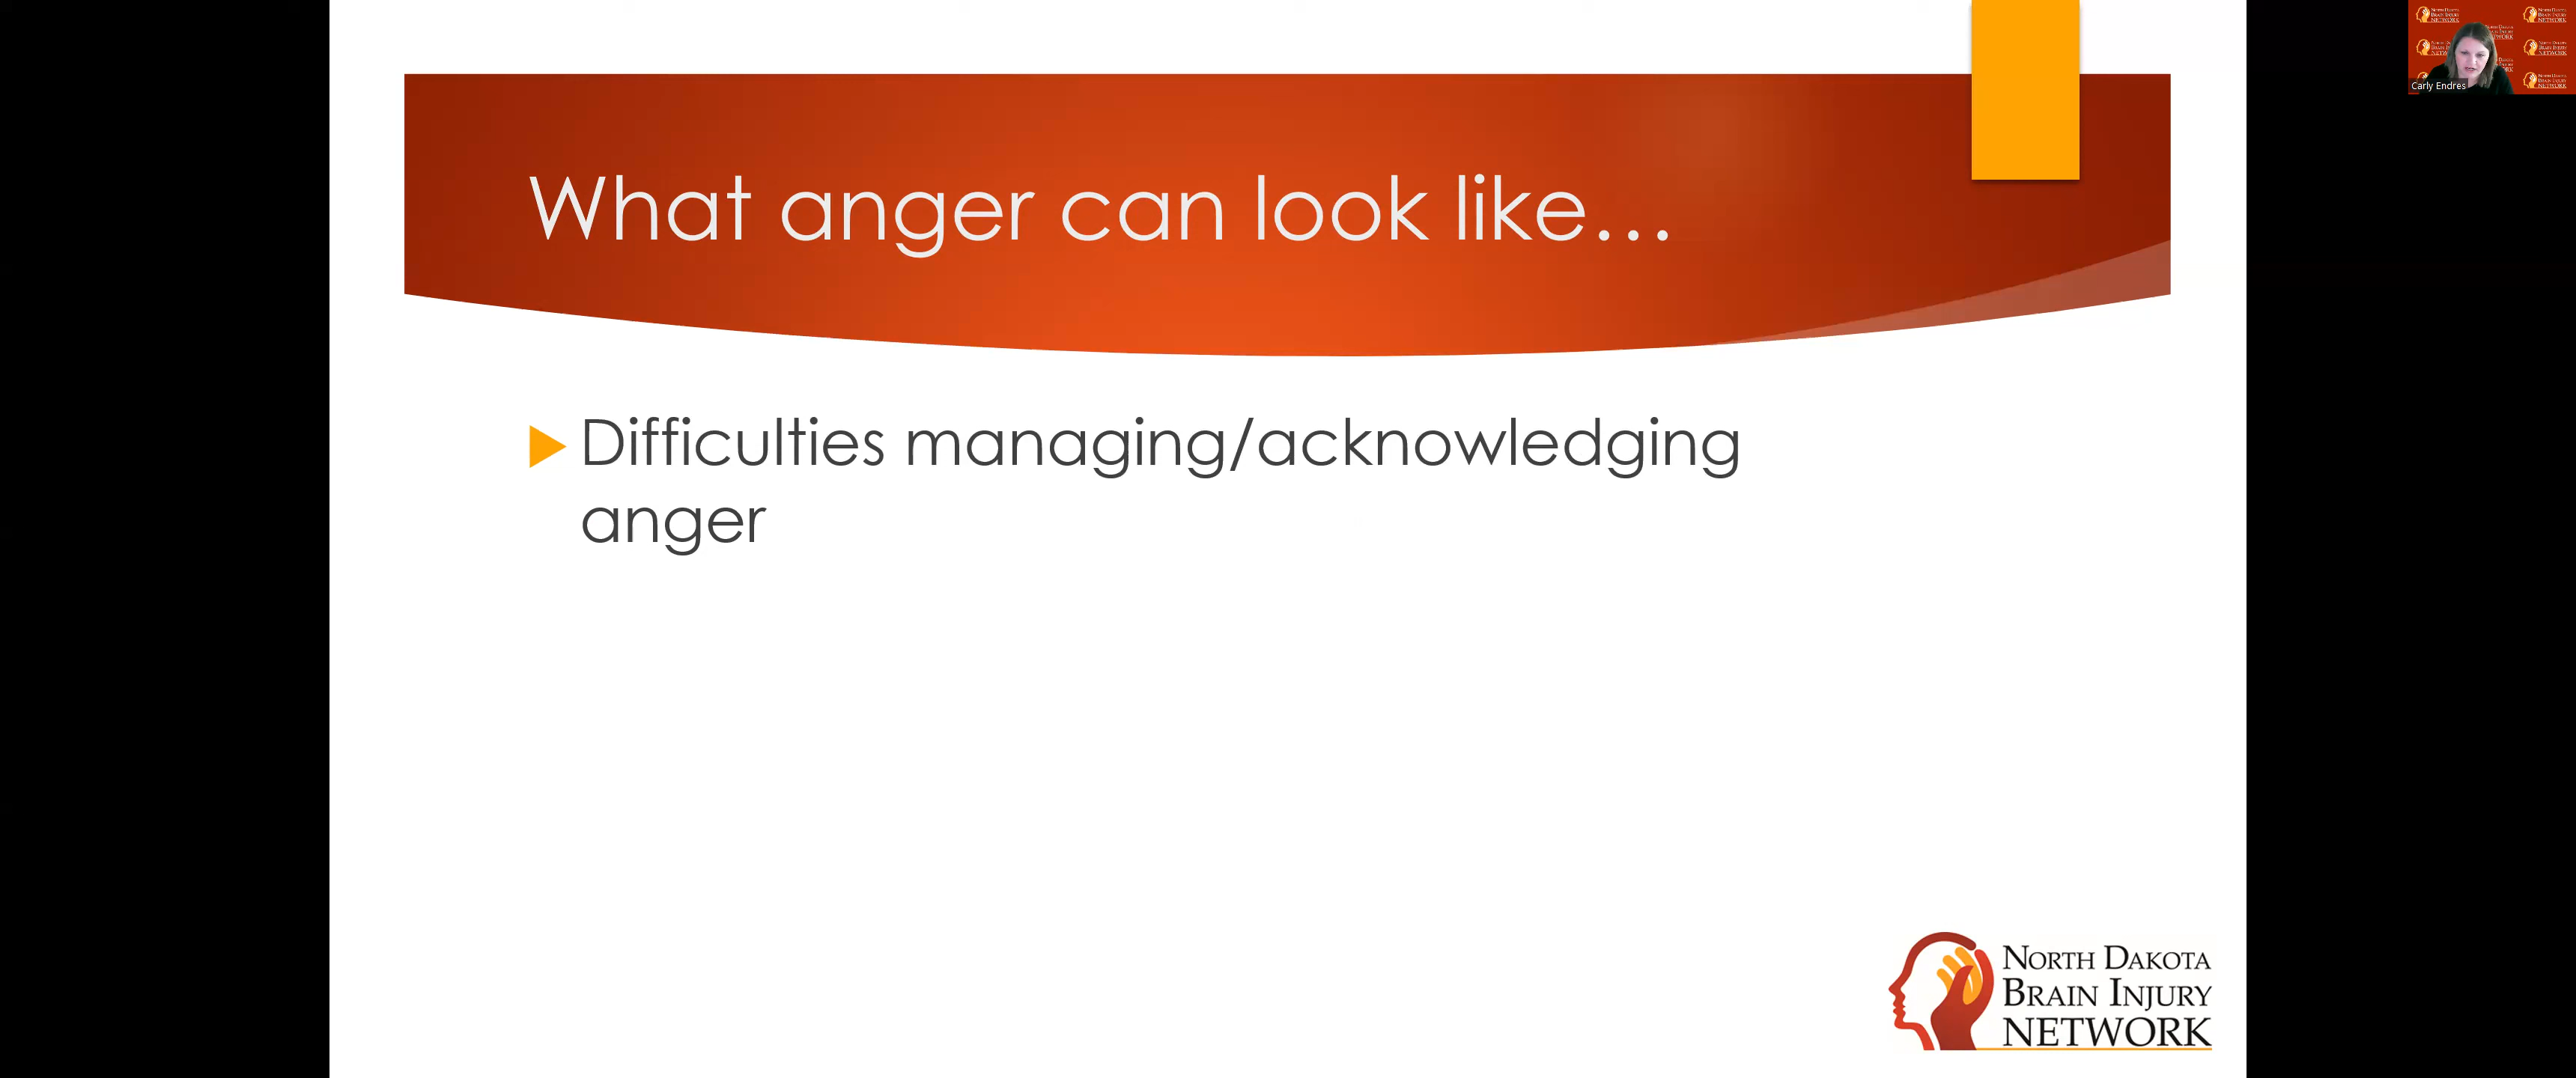 What anger can look like...
Difficulties managing/acknowledging
anger
NORTH DAKOTA
BRAIN INJURY
NETWORK
Carly Endres